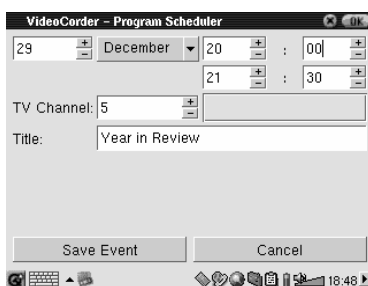 VideoCorder – Program Scheduler OK
29 + - December 20 + - : 00 + -
21 + - : 30 + -
TV Channel: 5 + -
Title: Year in Review
Save Event Cancel
18:48